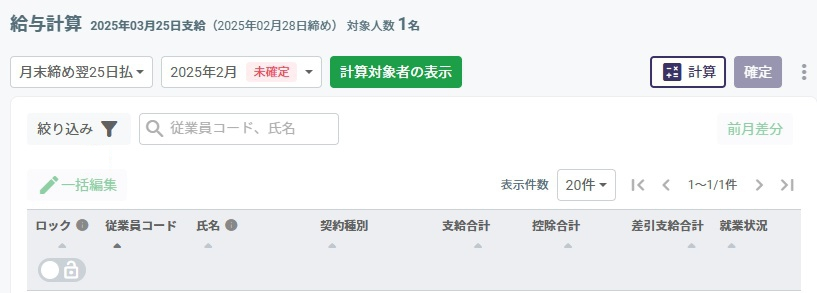 給与計算 2025年03月25日支給（2025年02月28日締め） 対象人数 1名
月末締め翌25日払 2025年2月 未確定 計算対象者の表示 計算 確定
絞り込み 従業員コード、氏名 前月差分
一括編集 表示件数 20件 1～1/1件
ロック 従業員コード 氏名 契約種別 支給合計 控除合計 差引支給合計 就業状況